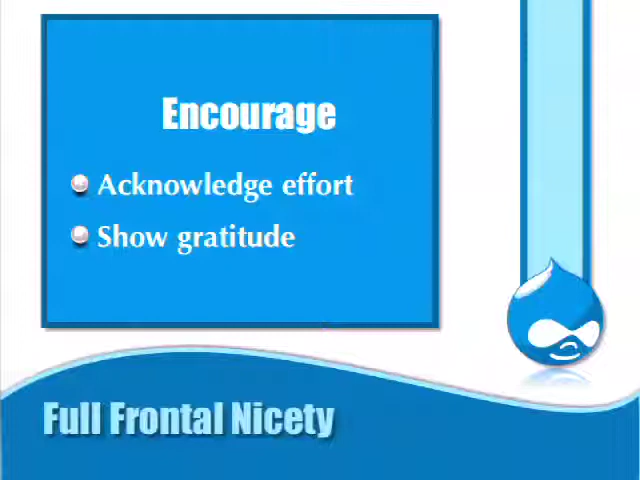 Encourage
Acknowledge effort
Show gratitude
Full Frontal Nicety